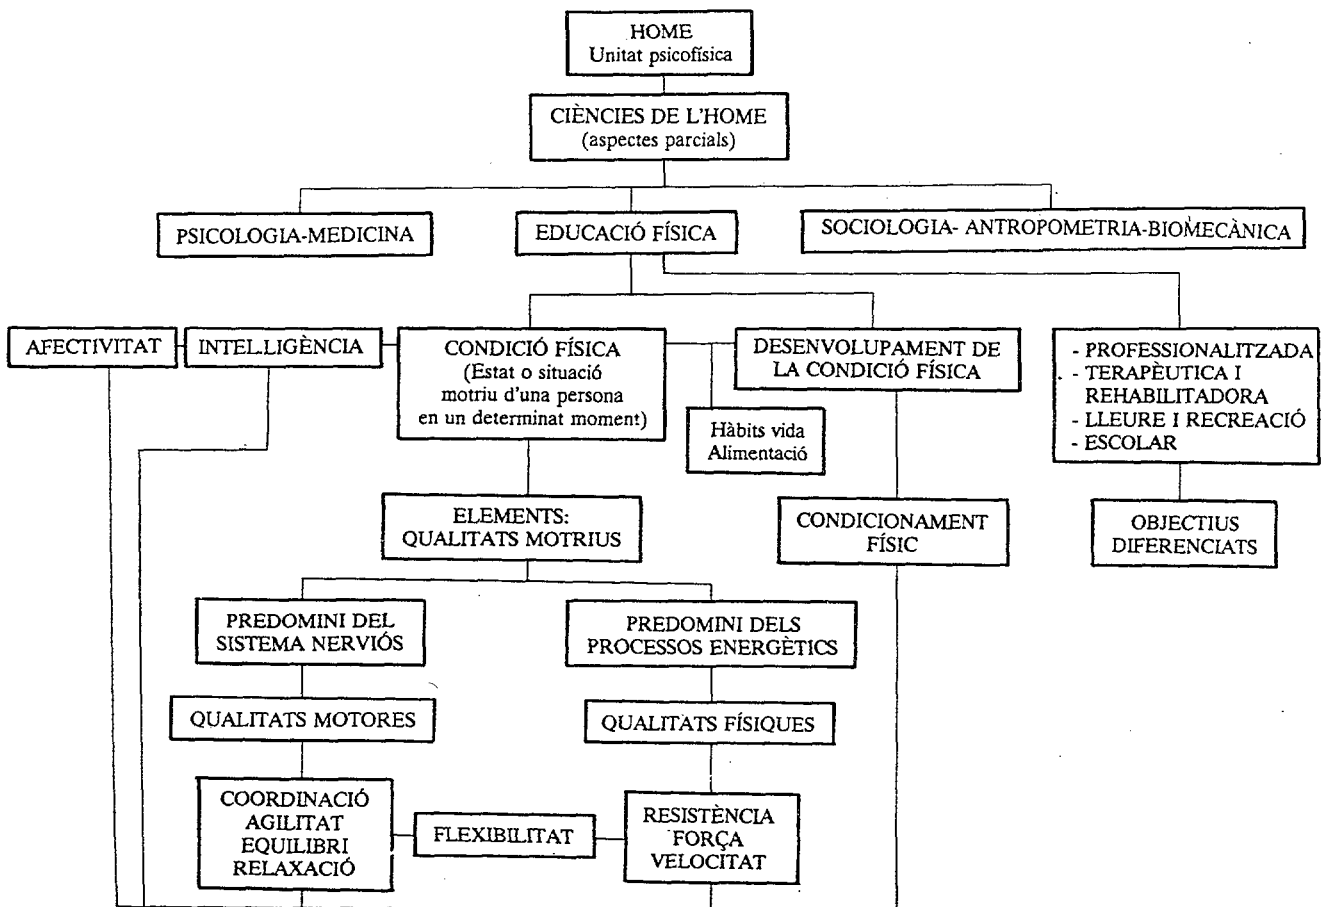 HOME
Unitat psicofísica
CIÈNCIES DE L'HOME
(aspectes parcials)
PSICOLOGIA-MEDICINA
EDUCACIÓ FÍSICA
SOCIOLOGIA- ANTROPOMETRIA-BIOMECÀNICA
AFECTIVITAT
INTEL.LIGÈNCIA
CONDICIÓ FÍSICA
(Estat o situació
motriu d'una persona
en un determinat moment)
DESENVOLUPAMENT DE
LA CONDICIÓ FÍSICA
- PROFESSIONALITZADA
- TERAPÈUTICA I
REHABILITADORA
- LLEURE I RECREACIÓ
- ESCOLAR
Hàbits vida
Alimentació
ELEMENTS:
QUALITATS MOTRIUS
CONDICIONAMENT
FÍSIC
OBJECTIUS
DIFERENCIATS
PREDOMINI DEL
SISTEMA NERVIÓS
PREDOMINI DELS
PROCESSOS ENERGÈTICS
QUALITATS MOTORES
QUALITATS FÍSIQUES
COORDINACIÓ
AGILITAT
EQUILIBRI
RELAXACIÓ
FLEXIBILITAT
RESISTÈNCIA
FORÇA
VELOCITAT